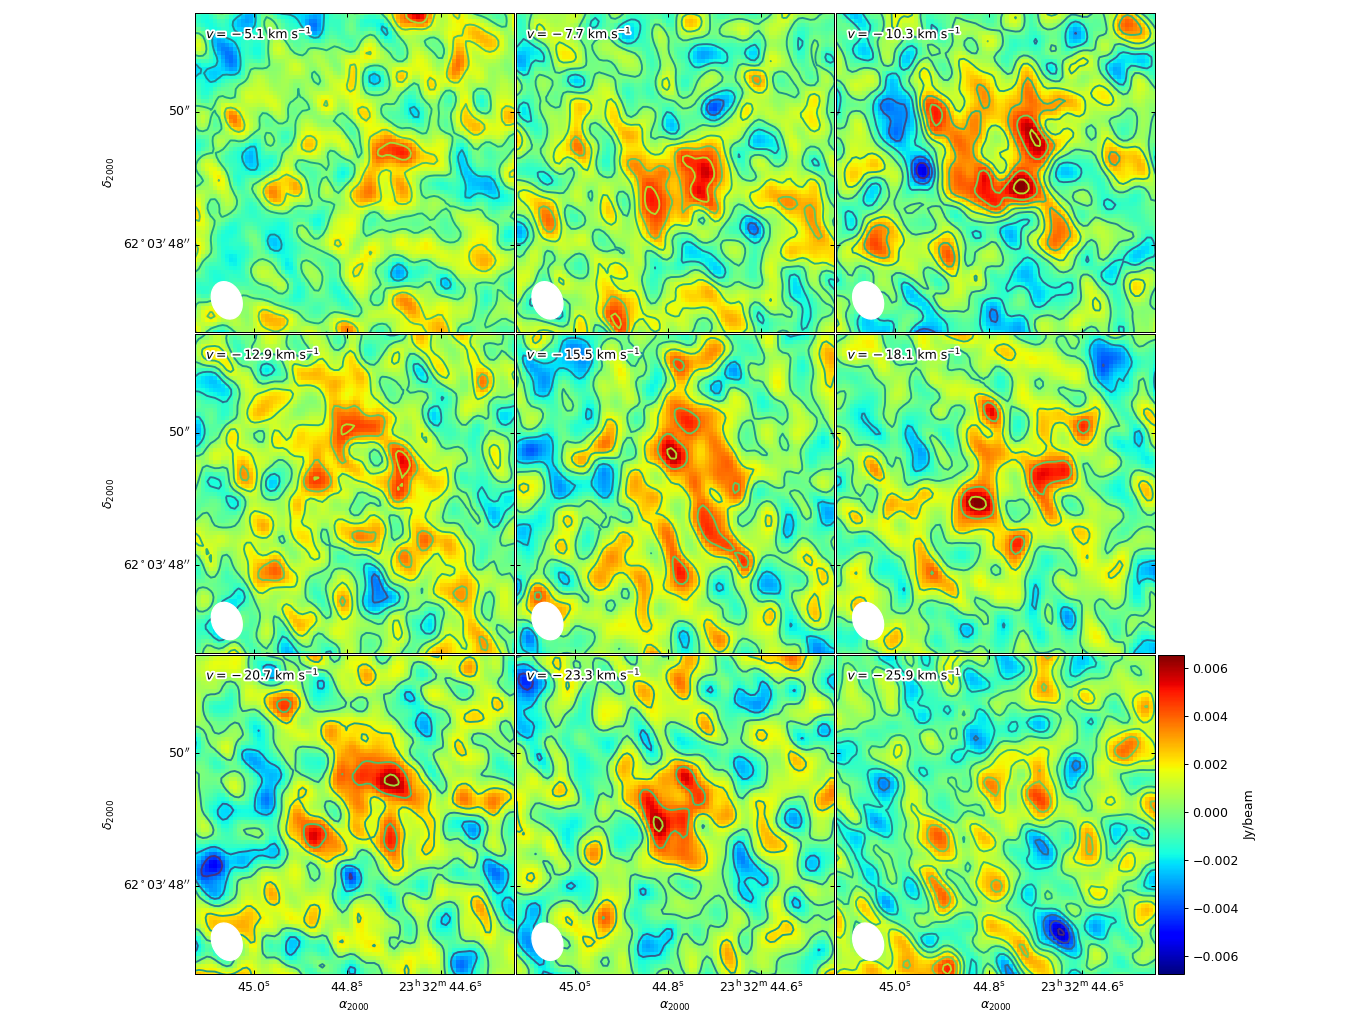 v = −5.1 km s⁻¹
v = −7.7 km s⁻¹
v = −10.3 km s⁻¹
50″
δ₂₀₀₀
62°03′48″
v = −12.9 km s⁻¹
v = −15.5 km s⁻¹
v = −18.1 km s⁻¹
50″
δ₂₀₀₀
62°03′48″
v = −20.7 km s⁻¹
v = −23.3 km s⁻¹
v = −25.9 km s⁻¹
50″
δ₂₀₀₀
62°03′48″
0.006
0.004
0.002
0.000
−0.002
−0.004
−0.006
Jy/beam
45.0ˢ 44.8ˢ 23ʰ32ᵐ44.6ˢ
45.0ˢ 44.8ˢ 23ʰ32ᵐ44.6ˢ
45.0ˢ 44.8ˢ 23ʰ32ᵐ44.6ˢ
α₂₀₀₀
α₂₀₀₀
α₂₀₀₀